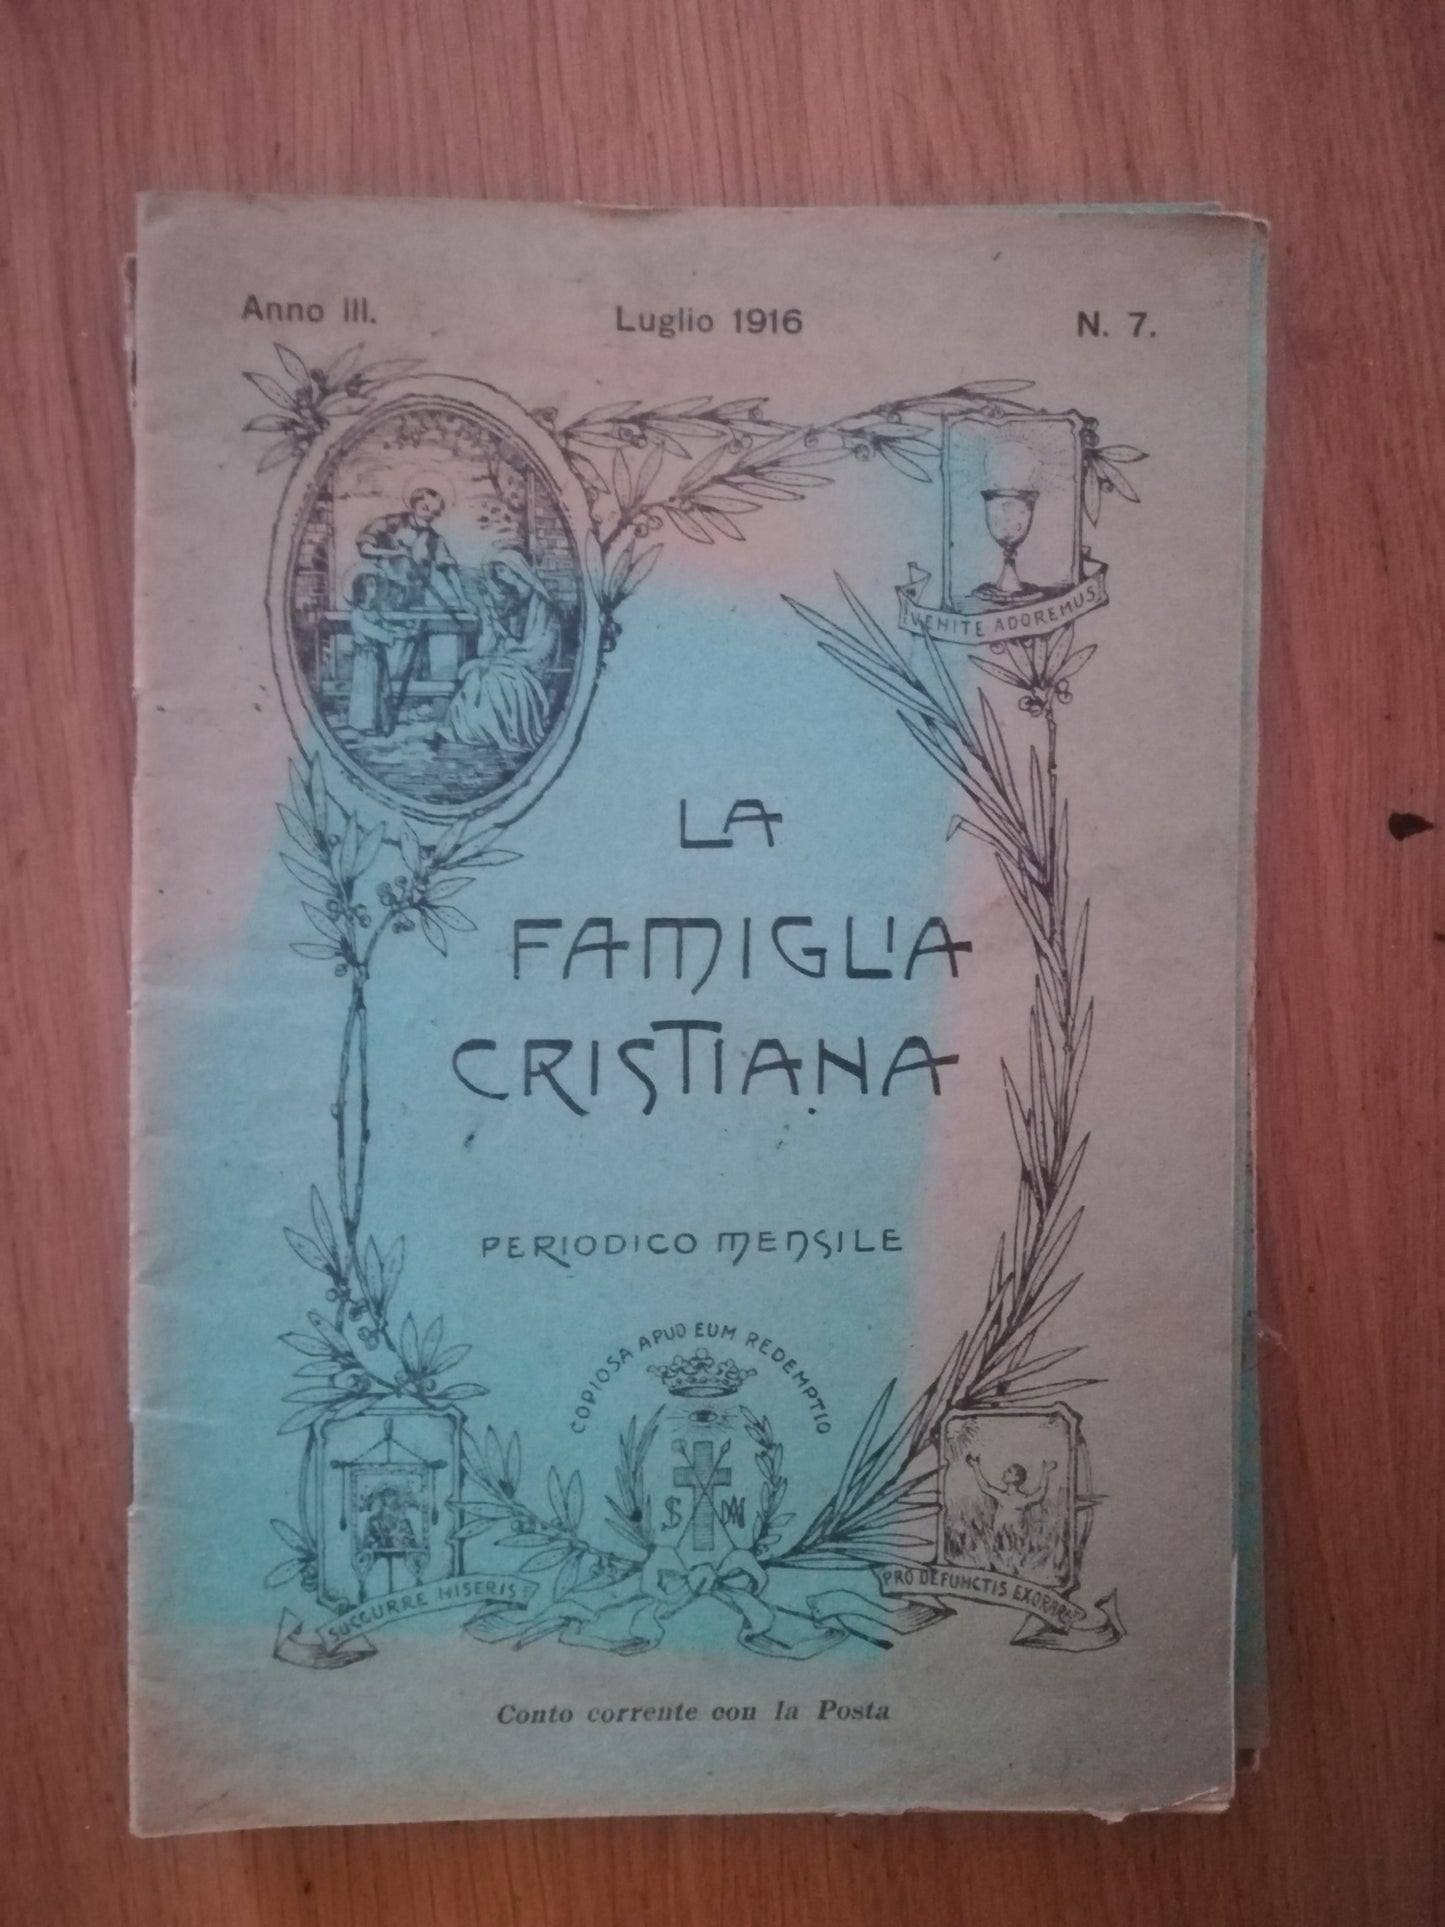 Anno III. Luglio 1916 N. 7.
VENITE ADOREMUS
LA
FAMIGLIA
CRISTIANA
PERIODICO MENSILE
COPIOSA APUD EUM REDEMPTIO
S
SUCCURRE MISERIS
PRO DEFUNCTIS EXORARE
Conto corrente con la Posta